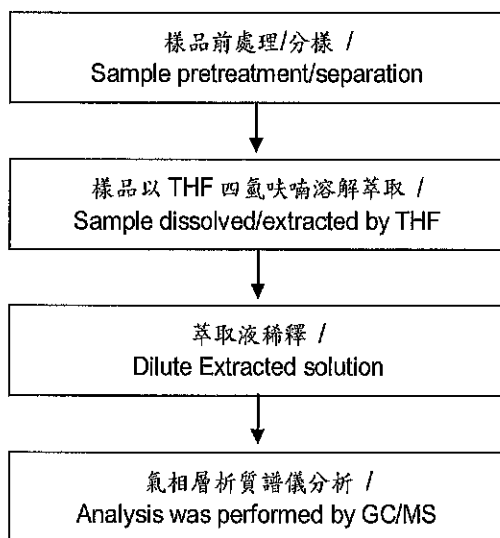 樣品前處理/分樣 /
Sample pretreatment/separation
樣品以 THF 四氫呋喃溶解萃取 /
Sample dissolved/extracted by THF
萃取液稀釋 /
Dilute Extracted solution
氣相層析質譜儀分析 /
Analysis was performed by GC/MS